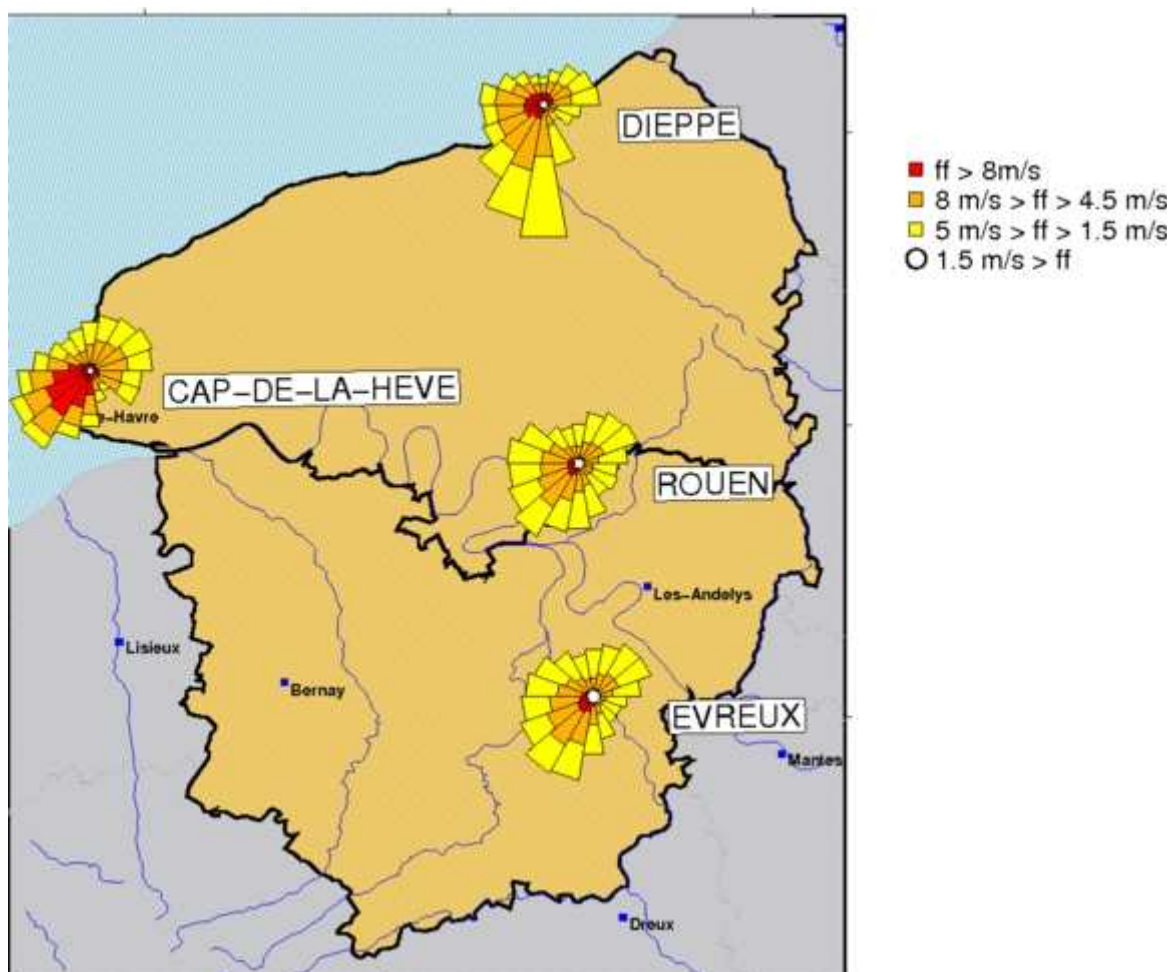 DIEPPE
ff > 8m/s
8 m/s > ff > 4.5 m/s
5 m/s > ff > 1.5 m/s
1.5 m/s > ff
CAP-DE-LA-HEVE
-Havre
ROUEN
Les-Andelys
Lisieux
Bernay
EVREUX
Mantes
Dreux